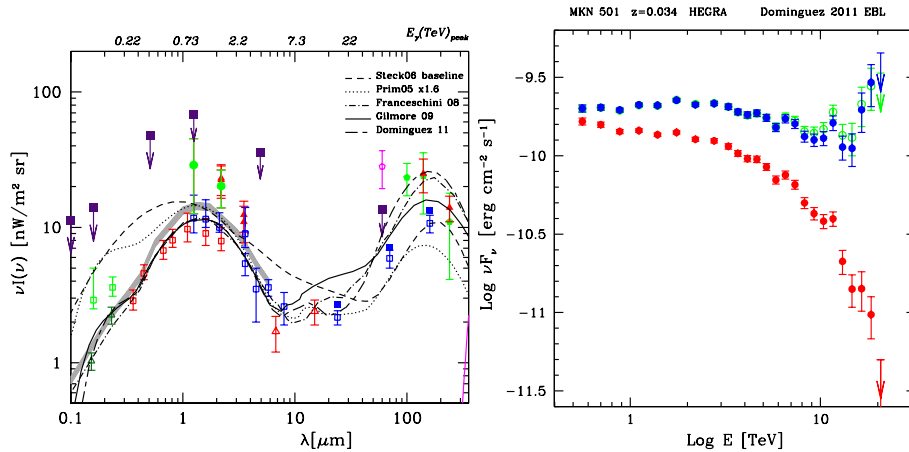 E_γ(TeV)_peak
0.22 0.73 2.2 7.3 22
100
10
1
νI(ν) [nW/m² sr]
Steck06 baseline
Prim05 x1.6
Franceschini 08
Gilmore 09
Dominguez 11
0.1 1 10 100
λ[μm]
MKN 501 z=0.034 HEGRA Dominguez 2011 EBL
−9.5
−10
−10.5
−11
−11.5
Log νF_ν [erg cm⁻² s⁻¹]
1 10
Log E [TeV]